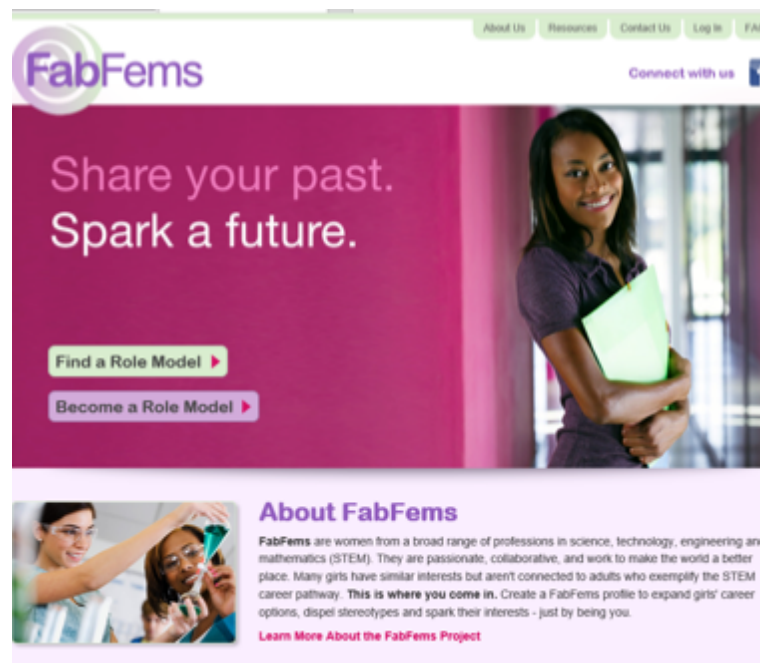 About Us Resources Contact Us Log In FAQ
FabFems
Connect with us
Share your past.
Spark a future.
Find a Role Model
Become a Role Model
About FabFems
FabFems are women from a broad range of professions in science, technology, engineering and
mathematics (STEM). They are passionate, collaborative, and work to make the world a better
place. Many girls have similar interests but aren't connected to adults who exemplify the STEM
career pathway. This is where you come in. Create a FabFems profile to expand girls' career
options, dispel stereotypes and spark their interests - just by being you.
Learn More About the FabFems Project